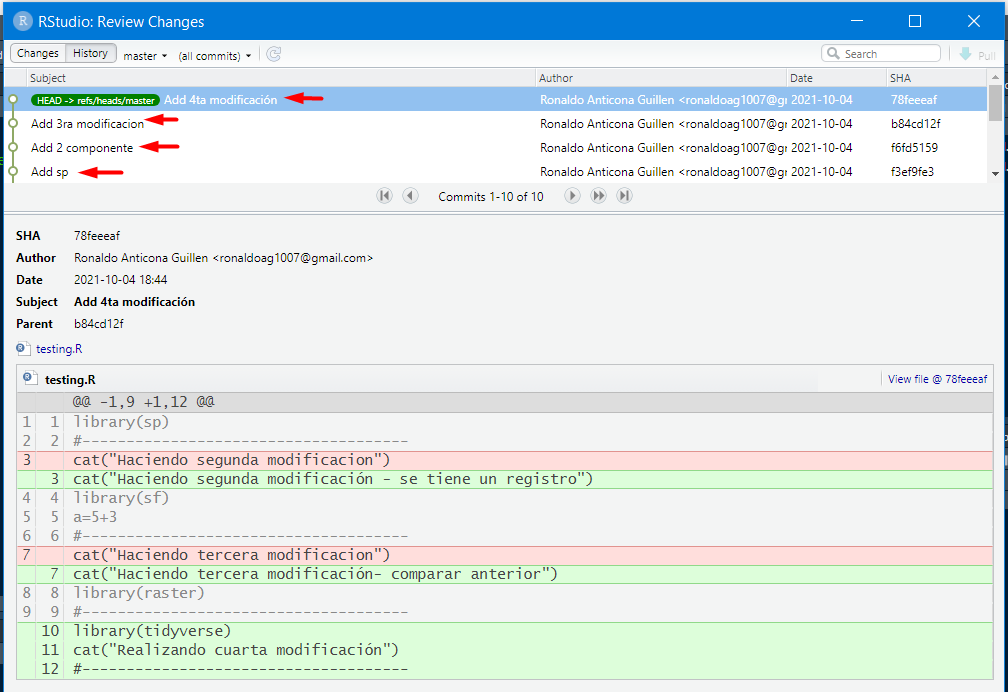 R RStudio: Review Changes
Changes History master (all commits) Search Pull
Subject Author Date SHA
HEAD -> refs/heads/master Add 4ta modificación Ronaldo Anticona Guillen <ronaldoag1007@gr 2021-10-04 78feeeaf
Add 3ra modificacion Ronaldo Anticona Guillen <ronaldoag1007@gr 2021-10-04 b84cd12f
Add 2 componente Ronaldo Anticona Guillen <ronaldoag1007@gr 2021-10-04 f6fd5159
Add sp Ronaldo Anticona Guillen <ronaldoag1007@gr 2021-10-04 f3ef9fe3
Commits 1-10 of 10
SHA 78feeeaf
Author Ronaldo Anticona Guillen <ronaldoag1007@gmail.com>
Date 2021-10-04 18:44
Subject Add 4ta modificación
Parent b84cd12f
testing.R
testing.R View file @ 78feeeaf
@@ -1,9 +1,12 @@
1 1 library(sp)
2 2 #-------------------------------------
3 cat("Haciendo segunda modificacion")
3 cat("Haciendo segunda modificación - se tiene un registro")
4 4 library(sf)
5 5 a=5+3
6 6 #-------------------------------------
7 cat("Haciendo tercera modificacion")
7 cat("Haciendo tercera modificación- comparar anterior")
8 8 library(raster)
9 9 #-------------------------------------
10 library(tidyverse)
11 cat("Realizando cuarta modificación")
12 #-------------------------------------